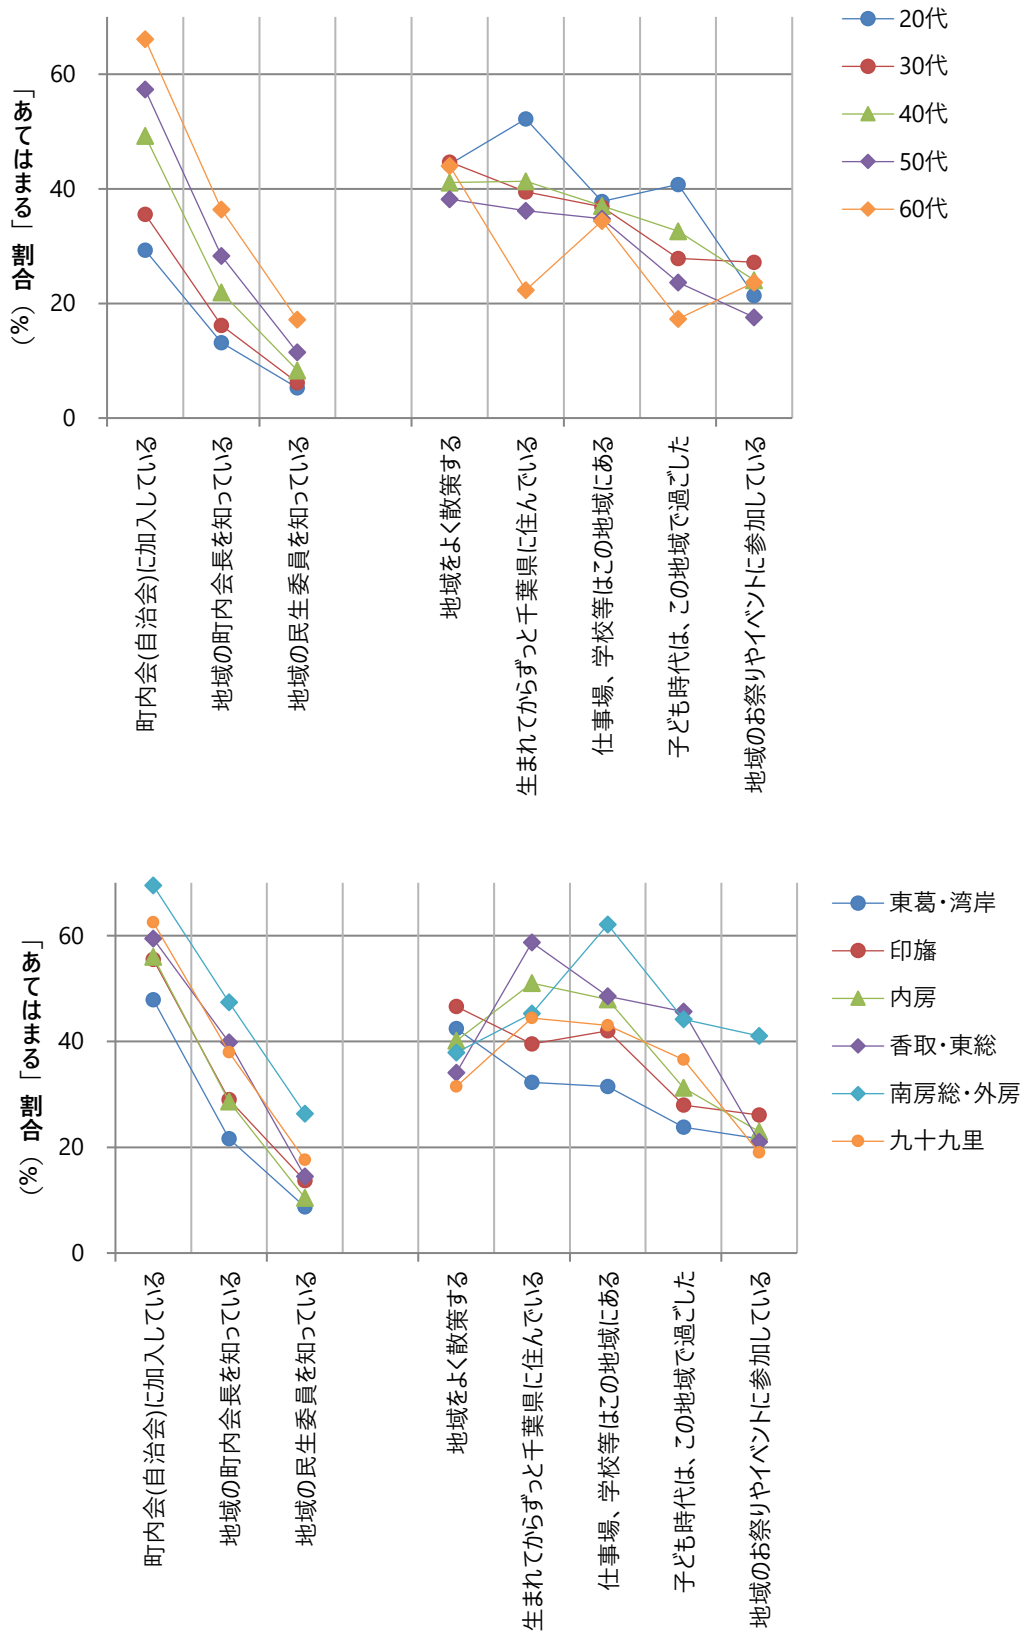 20代
30代
40代
50代
60代
「あてはまる」割合（%）
60
40
20
0
町内会(自治会)に加入している
地域の町内会長を知っている
地域の民生委員を知っている
地域をよく散策する
生まれてからずっと千葉県に住んでいる
仕事場、学校等はこの地域にある
子ども時代は、この地域で過ごした
地域のお祭りやイベントに参加している
東葛・湾岸
印旛
内房
香取・東総
南房総・外房
九十九里
「あてはまる」割合（%）
60
40
20
0
町内会(自治会)に加入している
地域の町内会長を知っている
地域の民生委員を知っている
地域をよく散策する
生まれてからずっと千葉県に住んでいる
仕事場、学校等はこの地域にある
子ども時代は、この地域で過ごした
地域のお祭りやイベントに参加している